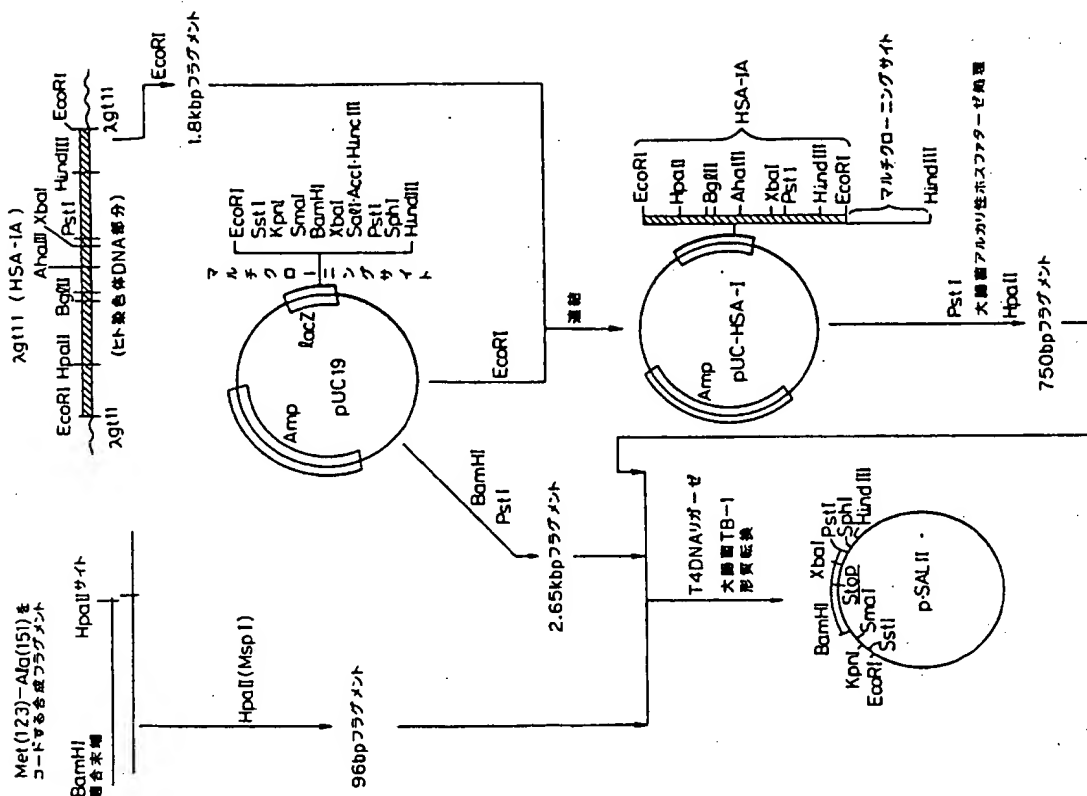 λgt11 (HSA-IA)
AhaIII XbaI
EcoRI HpaII BglII PstI HindIII EcoRI
λgt11 λgt11
(ヒト染色体DNA部分)
EcoRI
1.8kbpフラグメント
Met(123)-Ala(151)を
コードする合成フラグメント
BamHI HpaIIサイト
適合末端
HpaII(MspI)
96bpフラグメント
マルチクローニングサイト
EcoRI
SstI
KpnI
SmaI
BamHI
XbaI
SalI·AccI·HincIII
PstI
SphI
HindIII
lacZ
Amp
pUC19
BamHI
PstI
2.65kbpフラグメント
EcoRI
連結
HSA-IA
EcoRI
HpaII
BglII
AhaIII
XbaI
PstI
HindIII
EcoRI
マルチクローニングサイト
HindIII
Amp
pUC-HSA-I
PstI
大腸菌アルカリ性ホスファターゼ処理
HpaII
750bpフラグメント
T4DNAリガーゼ
大腸菌TB-1
形質転換
BamHI
XbaI
PstI
SphI
HindIII
Stop
KpnI
SmaI
EcoRI
SstI
p·SALII